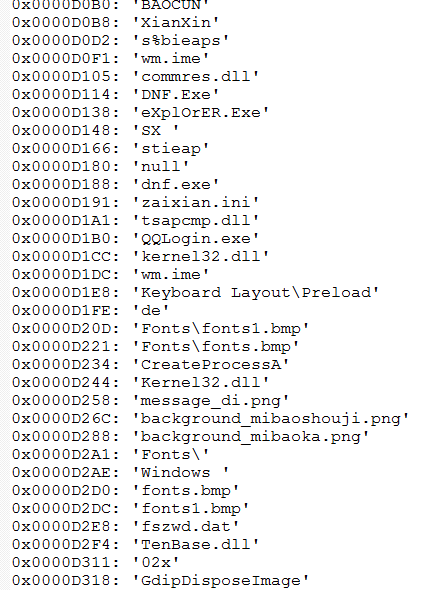 0x0000D0B0: 'BAOCUN'
0x0000D0B8: 'XianXin'
0x0000D0D2: 's%bieaps'
0x0000D0F1: 'wm.ime'
0x0000D105: 'commres.dll'
0x0000D114: 'DNF.Exe'
0x0000D138: 'eXplOrER.Exe'
0x0000D148: 'SX '
0x0000D166: 'stieap'
0x0000D180: 'null'
0x0000D188: 'dnf.exe'
0x0000D191: 'zaixian.ini'
0x0000D1A1: 'tsapcmp.dll'
0x0000D1B0: 'QQLogin.exe'
0x0000D1CC: 'kernel32.dll'
0x0000D1DC: 'wm.ime'
0x0000D1E8: 'Keyboard Layout\Preload'
0x0000D1FE: 'de'
0x0000D20D: 'Fonts\fonts1.bmp'
0x0000D221: 'Fonts\fonts.bmp'
0x0000D234: 'CreateProcessA'
0x0000D244: 'Kernel32.dll'
0x0000D258: 'message_di.png'
0x0000D26C: 'background_mibaoshouji.png'
0x0000D288: 'background_mibaoka.png'
0x0000D2A1: 'Fonts\'
0x0000D2AE: 'Windows '
0x0000D2D0: 'fonts.bmp'
0x0000D2DC: 'fonts1.bmp'
0x0000D2E8: 'fszwd.dat'
0x0000D2F4: 'TenBase.dll'
0x0000D311: '02x'
0x0000D318: 'GdipDisposeImage'